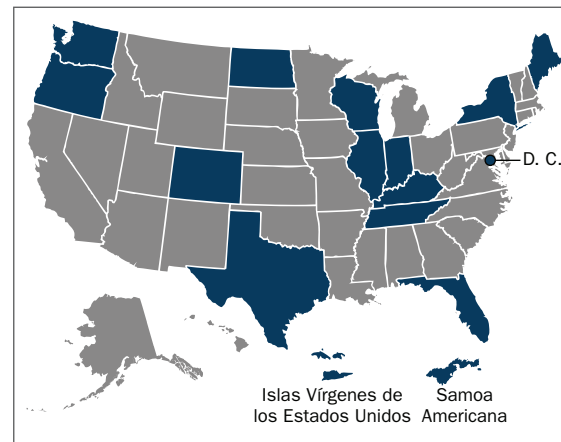 D. C.
Islas Vírgenes de
los Estados Unidos
Samoa
Americana